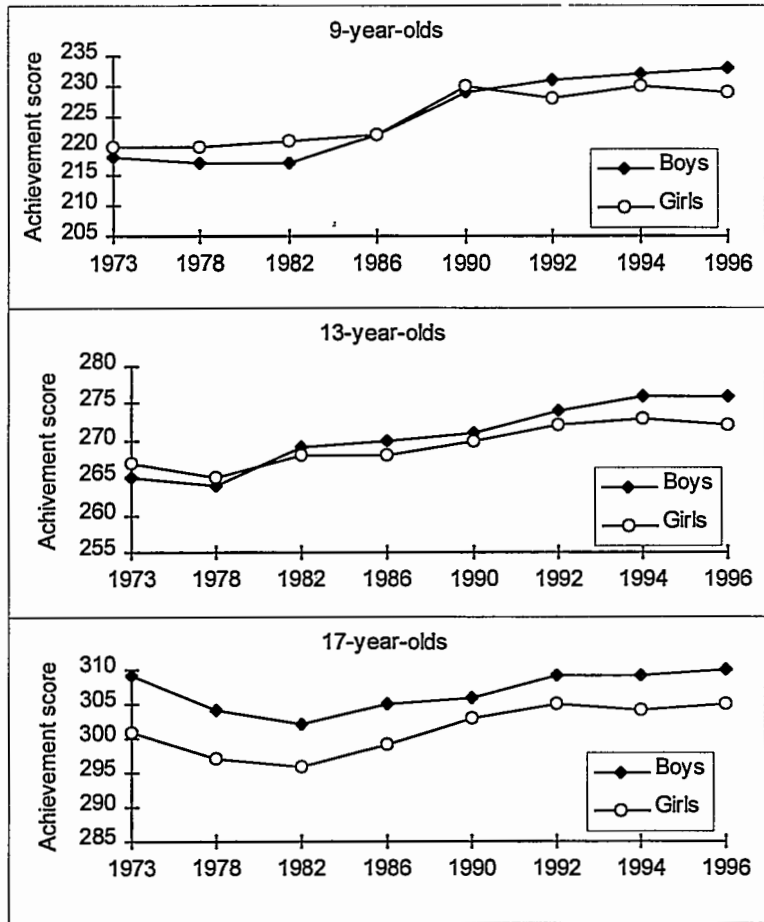 9-year-olds
Achievement score
235
230
225
220
215
210
205
Boys
Girls
1973 1978 1982 1986 1990 1992 1994 1996
13-year-olds
Achivement score
280
275
270
265
260
255
Boys
Girls
1973 1978 1982 1986 1990 1992 1994 1996
17-year-olds
Achievement score
310
305
300
295
290
285
Boys
Girls
1973 1978 1982 1986 1990 1992 1994 1996